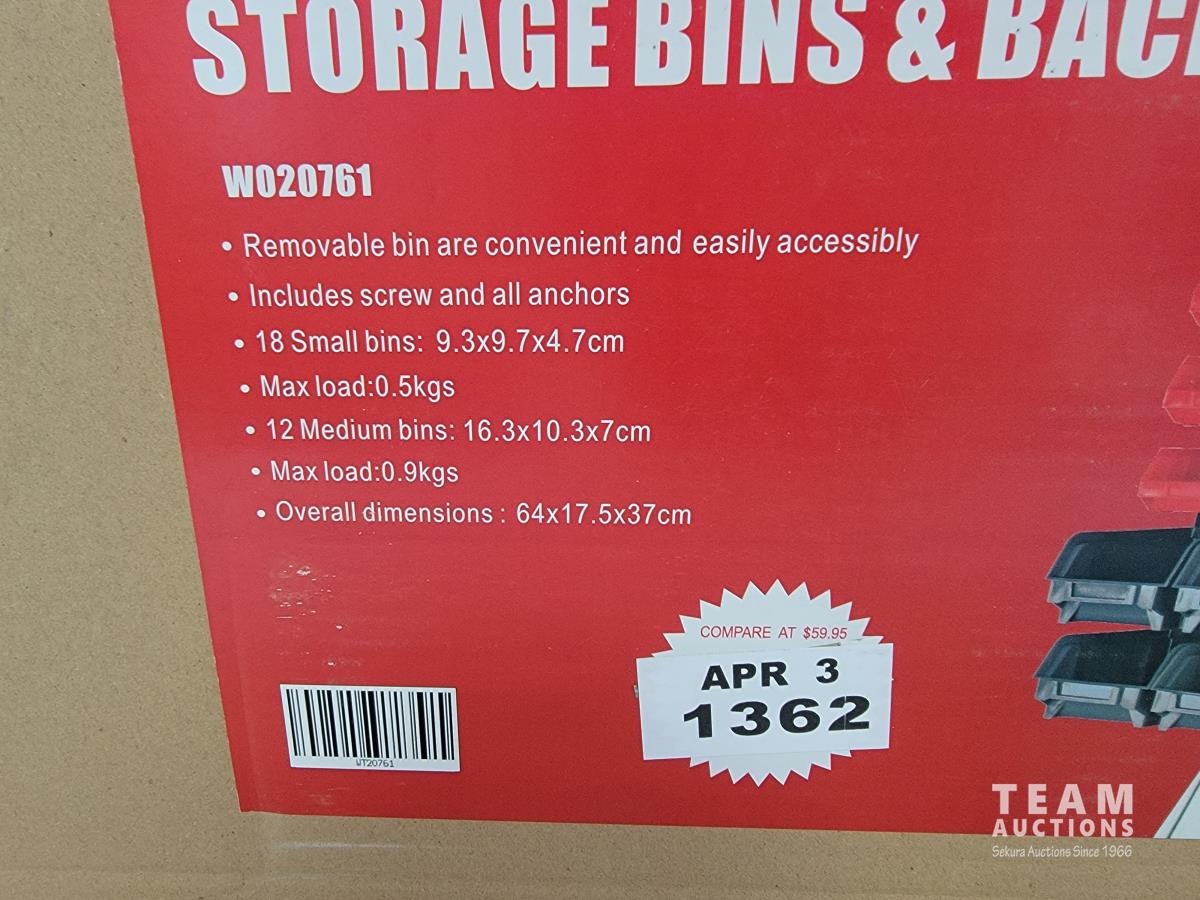 STORAGE BINS & BAC
WO20761
• Removable bin are convenient and easily accessibly
• Includes screw and all anchors
• 18 Small bins: 9.3x9.7x4.7cm
• Max load:0.5kgs
• 12 Medium bins: 16.3x10.3x7cm
• Max load:0.9kgs
• Overall dimensions : 64x17.5x37cm
COMPARE AT $59.95
APR 3
1362
WT20761
TEAM
AUCTIONS
Sekura Auctions Since 1966